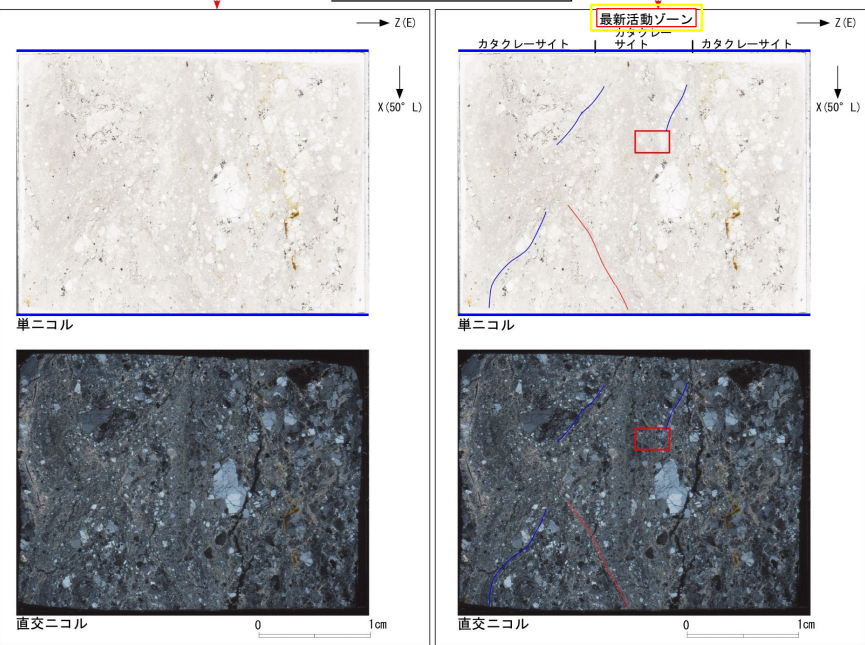 Z(E)
X(50° L)
単ニコル
直交ニコル
0 1cm
最新活動ゾーン
Z(E)
カタクレーサイト
カタクレー
サイト
カタクレーサイト
X(50° L)
単ニコル
直交ニコル
0 1cm